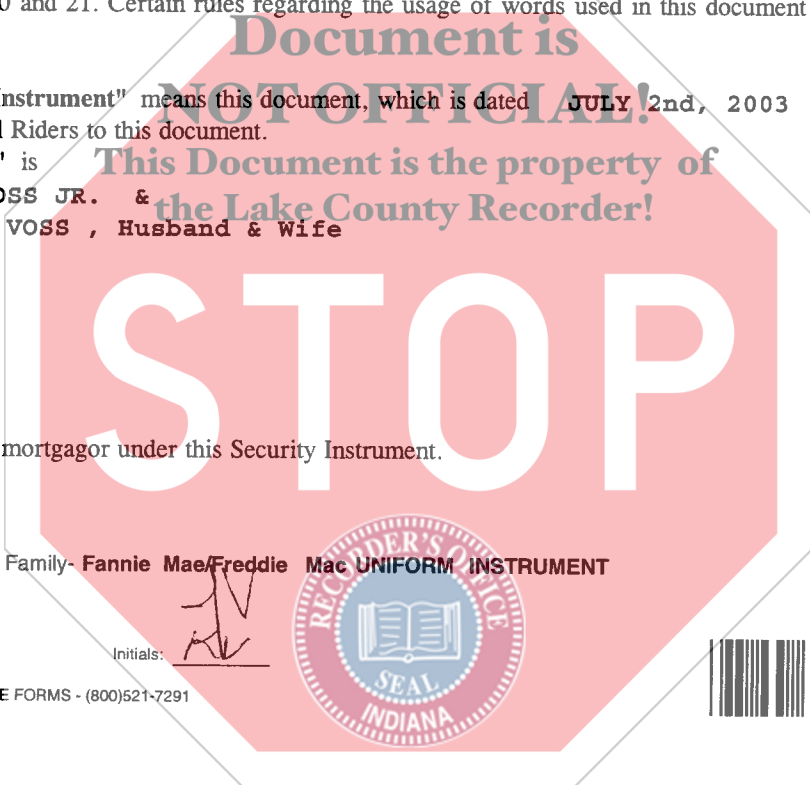 0 and 21. Certain rules regarding the usage of words used in this document
Document is
NOT OFFICIAL!
Instrument" means this document, which is dated JULY 2nd, 2003
Riders to this document.
This Document is the property of
" is
OSS JR. &
the Lake County Recorder!
VOSS , Husband & Wife
STOP
mortgagor under this Security Instrument.
Family- Fannie Mae/Freddie Mac UNIFORM INSTRUMENT
RECORDER'S OFFICE
Initials:
SEAL
INDIANA
E FORMS - (800)521-7291